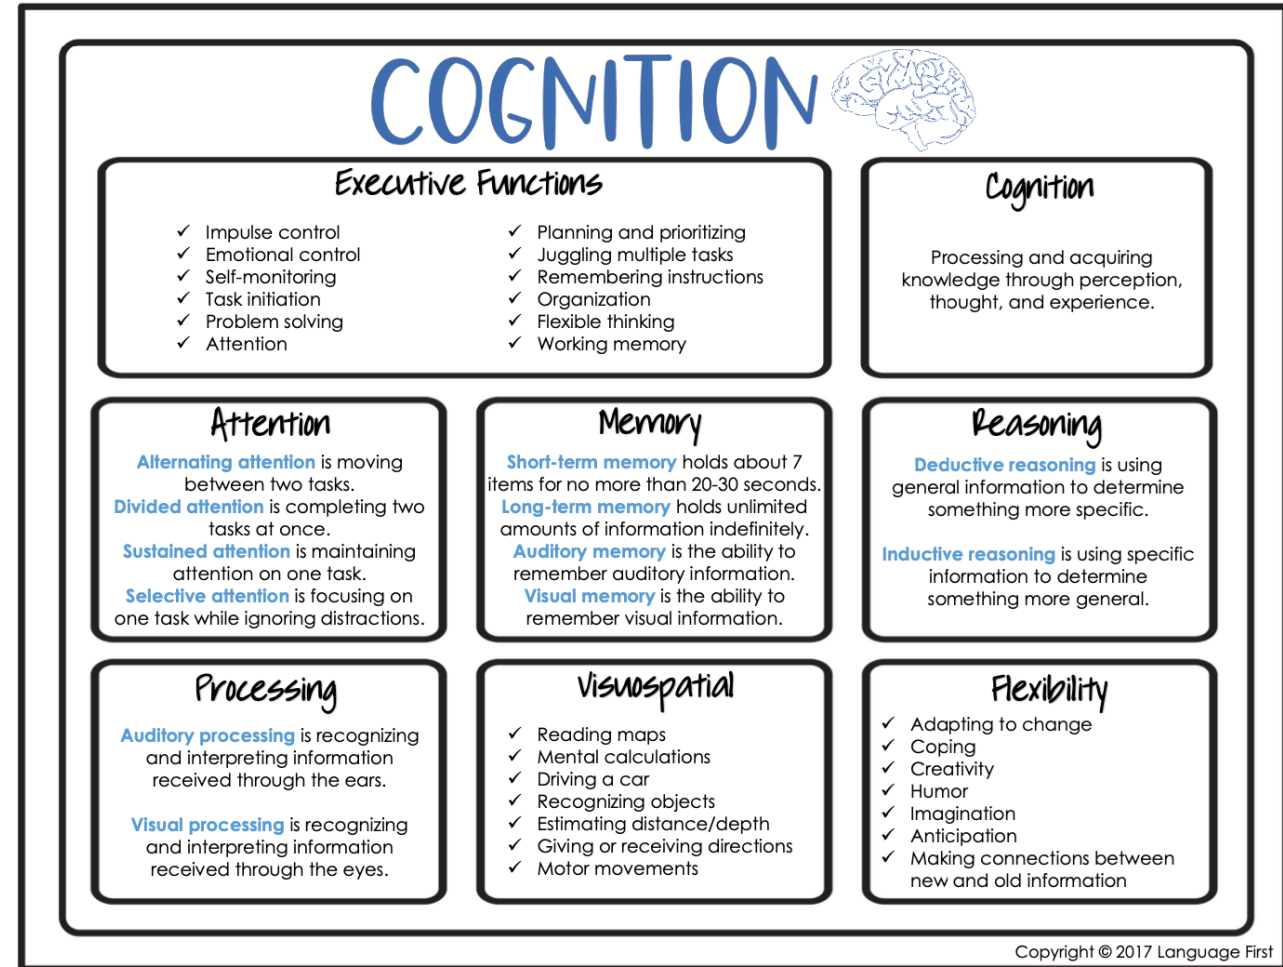 COGNITION
Executive Functions
✓ Impulse control
✓ Emotional control
✓ Self-monitoring
✓ Task initiation
✓ Problem solving
✓ Attention
✓ Planning and prioritizing
✓ Juggling multiple tasks
✓ Remembering instructions
✓ Organization
✓ Flexible thinking
✓ Working memory
Cognition
Processing and acquiring
knowledge through perception,
thought, and experience.
Attention
Alternating attention is moving
between two tasks.
Divided attention is completing two
tasks at once.
Sustained attention is maintaining
attention on one task.
Selective attention is focusing on
one task while ignoring distractions.
Memory
Short-term memory holds about 7
items for no more than 20-30 seconds.
Long-term memory holds unlimited
amounts of information indefinitely.
Auditory memory is the ability to
remember auditory information.
Visual memory is the ability to
remember visual information.
Reasoning
Deductive reasoning is using
general information to determine
something more specific.
Inductive reasoning is using specific
information to determine
something more general.
Processing
Auditory processing is recognizing
and interpreting information
received through the ears.
Visual processing is recognizing
and interpreting information
received through the eyes.
Visuospatial
✓ Reading maps
✓ Mental calculations
✓ Driving a car
✓ Recognizing objects
✓ Estimating distance/depth
✓ Giving or receiving directions
✓ Motor movements
Flexibility
✓ Adapting to change
✓ Coping
✓ Creativity
✓ Humor
✓ Imagination
✓ Anticipation
✓ Making connections between
new and old information
Copyright © 2017 Language First